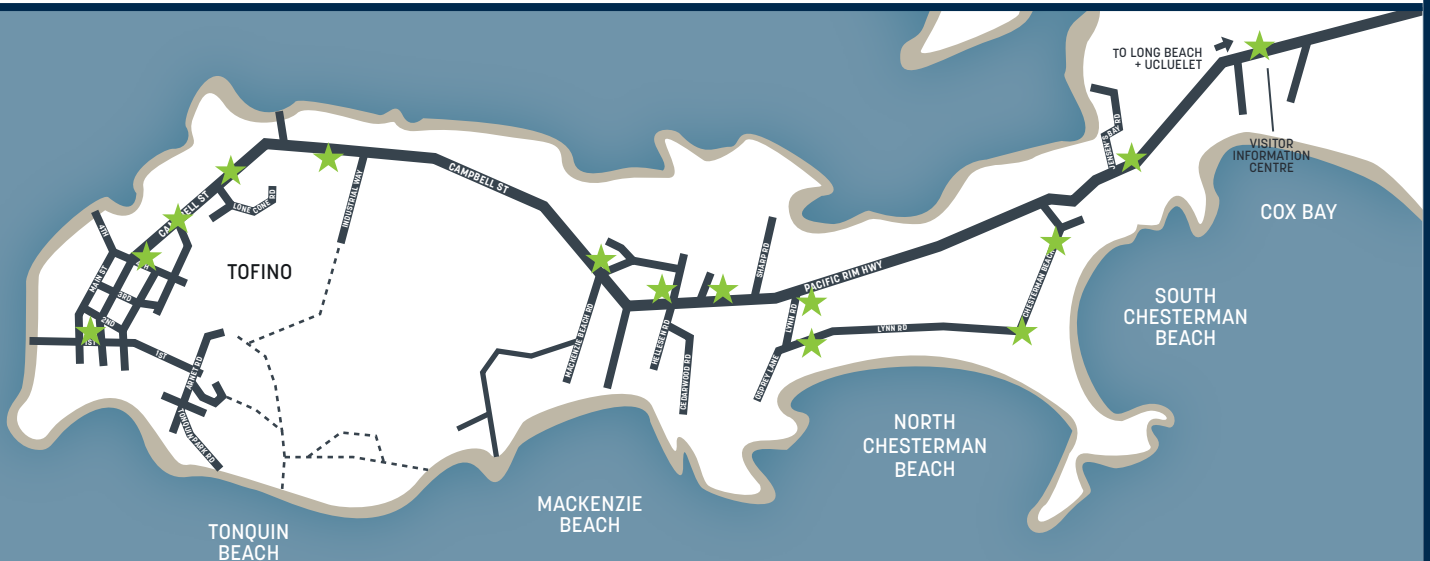 TO LONG BEACH
+ UCLUELET
VISITOR
INFORMATION
CENTRE
COX BAY
JENSEN'S BAY RD
CAMPBELL ST
INDUSTRIAL WAY
LONE CONE RD
CAMPBELL ST
4TH
MAIN ST
3RD
2ND
1ST
1ST
TOFINO
ARNET RD
TONQUIN PARK RD
MACKENZIE BEACH RD
HELLESEN RD
CEDARWOOD RD
SHARP RD
PACIFIC RIM HWY
LYNN RD
LYNN RD
OSPREY LANE
CHESTERMAN BEACH
SOUTH
CHESTERMAN
BEACH
NORTH
CHESTERMAN
BEACH
MACKENZIE
BEACH
TONQUIN
BEACH